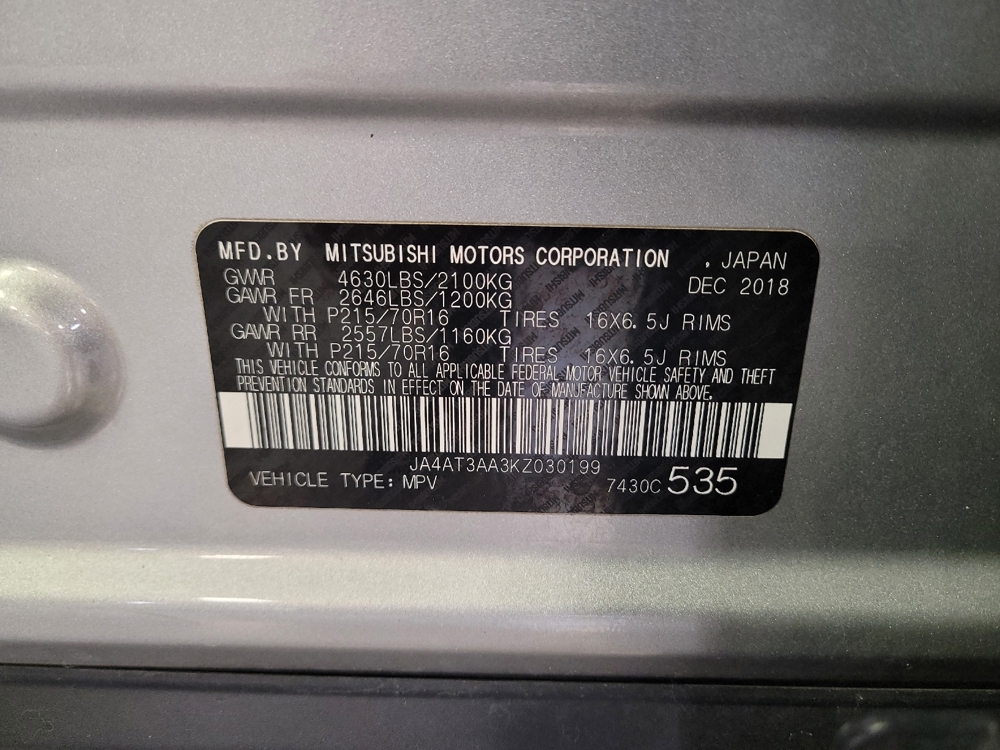 MFD.BY MITSUBISHI MOTORS CORPORATION . JAPAN
GVWR 4630LBS/2100KG DEC 2018
GAWR FR 2646LBS/1200KG
WITH P215/70R16 TIRES 16X6.5J RIMS
GAWR RR 2557LBS/1160KG
WITH P215/70R16 TIRES 16X6.5J RIMS
THIS VEHICLE CONFORMS TO ALL APPLICABLE FEDERAL MOTOR VEHICLE SAFETY AND THEFT
PREVENTION STANDARDS IN EFFECT ON THE DATE OF MANUFACTURE SHOWN ABOVE.
JA4AT3AA3KZ030199
VEHICLE TYPE: MPV 7430C 535